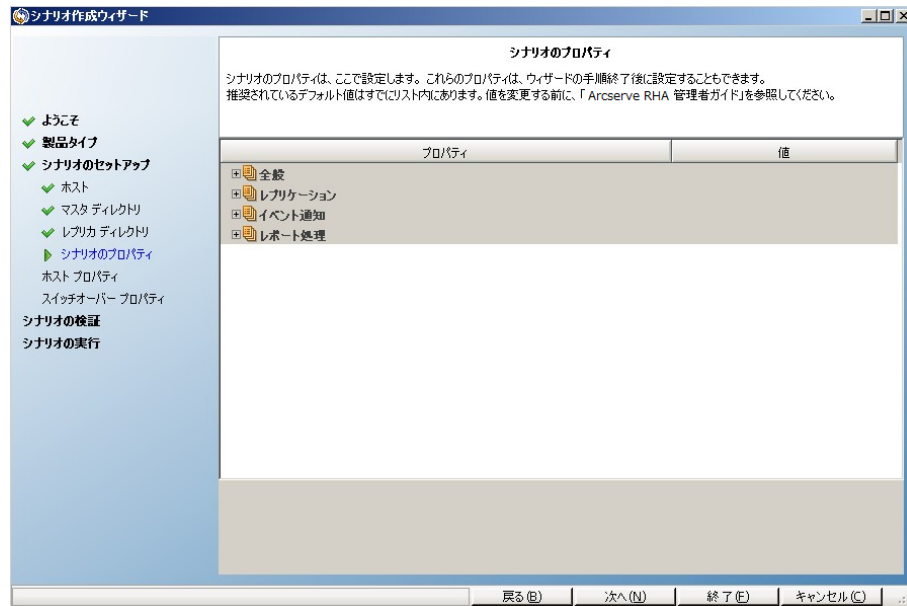 シナリオ作成ウィザード
ようこそ
製品タイプ
シナリオのセットアップ
ホスト
マスタ ディレクトリ
レプリカ ディレクトリ
シナリオのプロパティ
ホスト プロパティ
スイッチオーバー プロパティ
シナリオの検証
シナリオの実行
シナリオのプロパティ
シナリオのプロパティは、ここで設定します。これらのプロパティは、ウィザードの手順終了後に設定することもできます。
推奨されているデフォルト値はすでにリスト内にあります。値を変更する前に、「 Arcserve RHA 管理者ガイド」を参照してください。
プロパティ 値
全般
レプリケーション
イベント通知
レポート処理
戻る(B) 次へ(N) 終了(F) キャンセル(C)